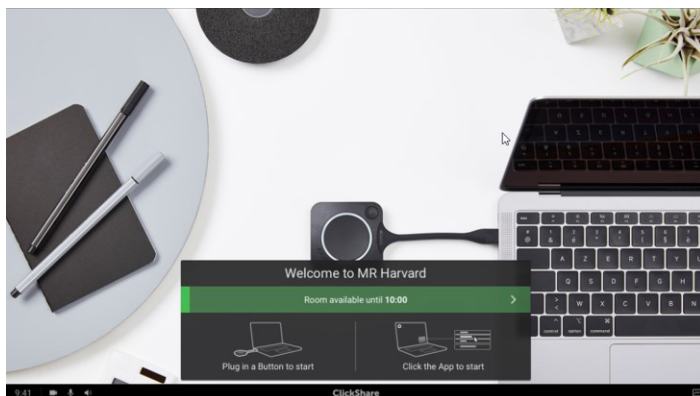 Welcome to MR Harvard
Room available until 10:00
Plug in a Button to start
Click the App to start
9:41
ClickShare